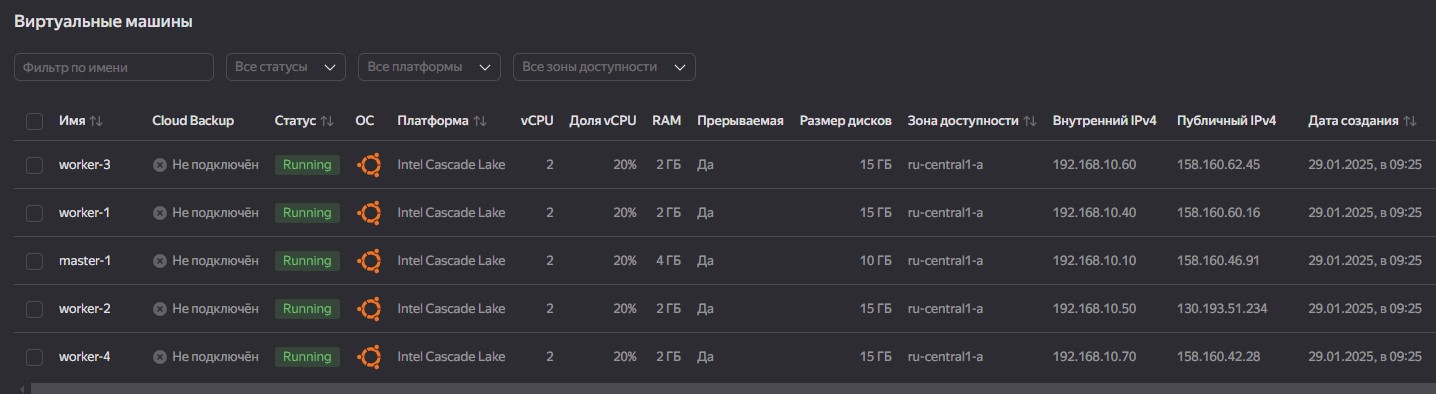 Виртуальные машины
Фильтр по имени Все статусы Все платформы Все зоны доступности
Имя Cloud Backup Статус ОС Платформа vCPU Доля vCPU RAM Прерываемая Размер дисков Зона доступности Внутренний IPv4 Публичный IPv4 Дата создания
worker-3 Не подключён Running Intel Cascade Lake 2 20% 2 ГБ Да 15 ГБ ru-central1-a 192.168.10.60 158.160.62.45 29.01.2025, в 09:25
worker-1 Не подключён Running Intel Cascade Lake 2 20% 2 ГБ Да 15 ГБ ru-central1-a 192.168.10.40 158.160.60.16 29.01.2025, в 09:25
master-1 Не подключён Running Intel Cascade Lake 2 20% 4 ГБ Да 10 ГБ ru-central1-a 192.168.10.10 158.160.46.91 29.01.2025, в 09:25
worker-2 Не подключён Running Intel Cascade Lake 2 20% 2 ГБ Да 15 ГБ ru-central1-a 192.168.10.50 130.193.51.234 29.01.2025, в 09:25
worker-4 Не подключён Running Intel Cascade Lake 2 20% 2 ГБ Да 15 ГБ ru-central1-a 192.168.10.70 158.160.42.28 29.01.2025, в 09:25